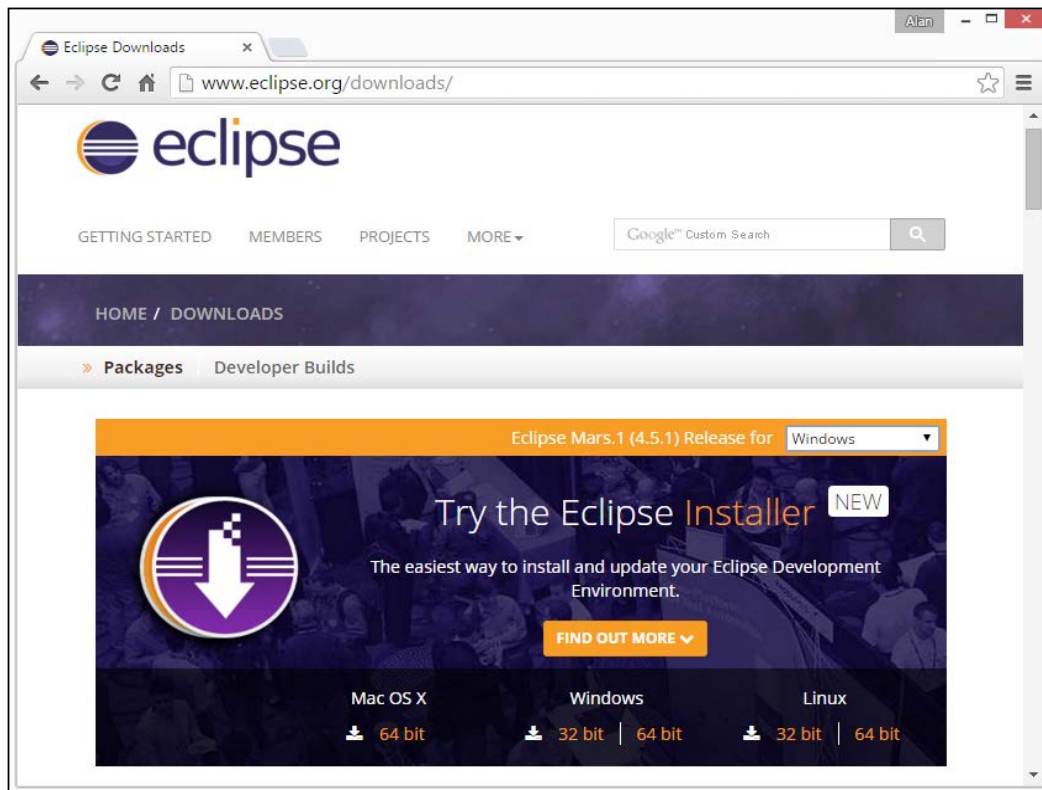 Alan
Eclipse Downloads
www.eclipse.org/downloads/
eclipse
GETTING STARTED MEMBERS PROJECTS MORE Google™ Custom Search
HOME / DOWNLOADS
» Packages Developer Builds
Eclipse Mars.1 (4.5.1) Release for Windows
Try the Eclipse Installer NEW
The easiest way to install and update your Eclipse Development
Environment.
FIND OUT MORE
Mac OS X Windows Linux
64 bit 32 bit 64 bit 32 bit 64 bit